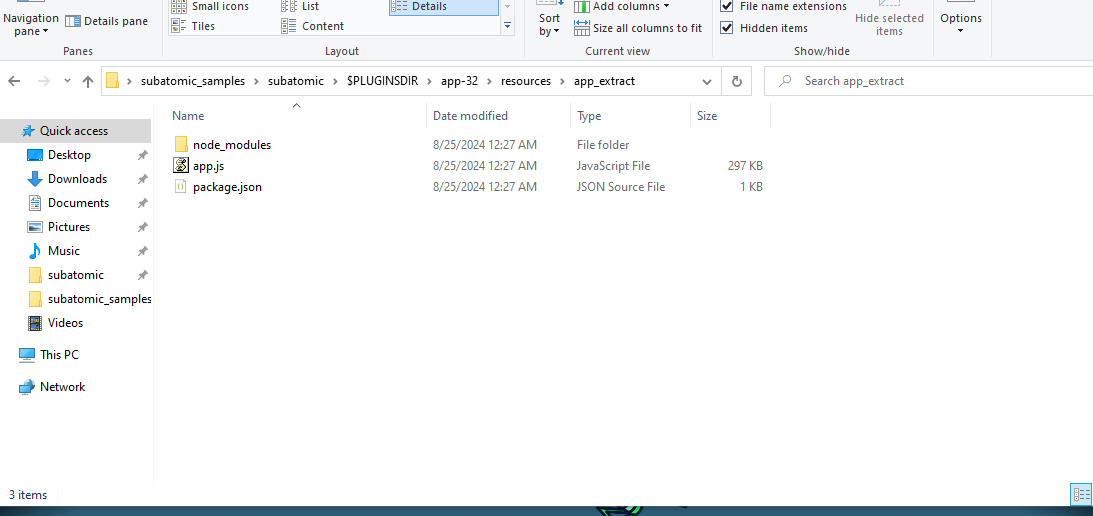 Navigation pane
Details pane
Small icons
List
Details
Tiles
Content
Sort by
Add columns
Size all columns to fit
File name extensions
Hidden items
Hide selected items
Options
Panes
Layout
Current view
Show/hide
subatomic_samples > subatomic > $PLUGINSDIR > app-32 > resources > app_extract
Search app_extract
Name Date modified Type Size
node_modules 8/25/2024 12:27 AM File folder
app.js 8/25/2024 12:27 AM JavaScript File 297 KB
package.json 8/25/2024 12:27 AM JSON Source File 1 KB
Quick access
Desktop
Downloads
Documents
Pictures
Music
subatomic
subatomic_samples
Videos
This PC
Network
3 items